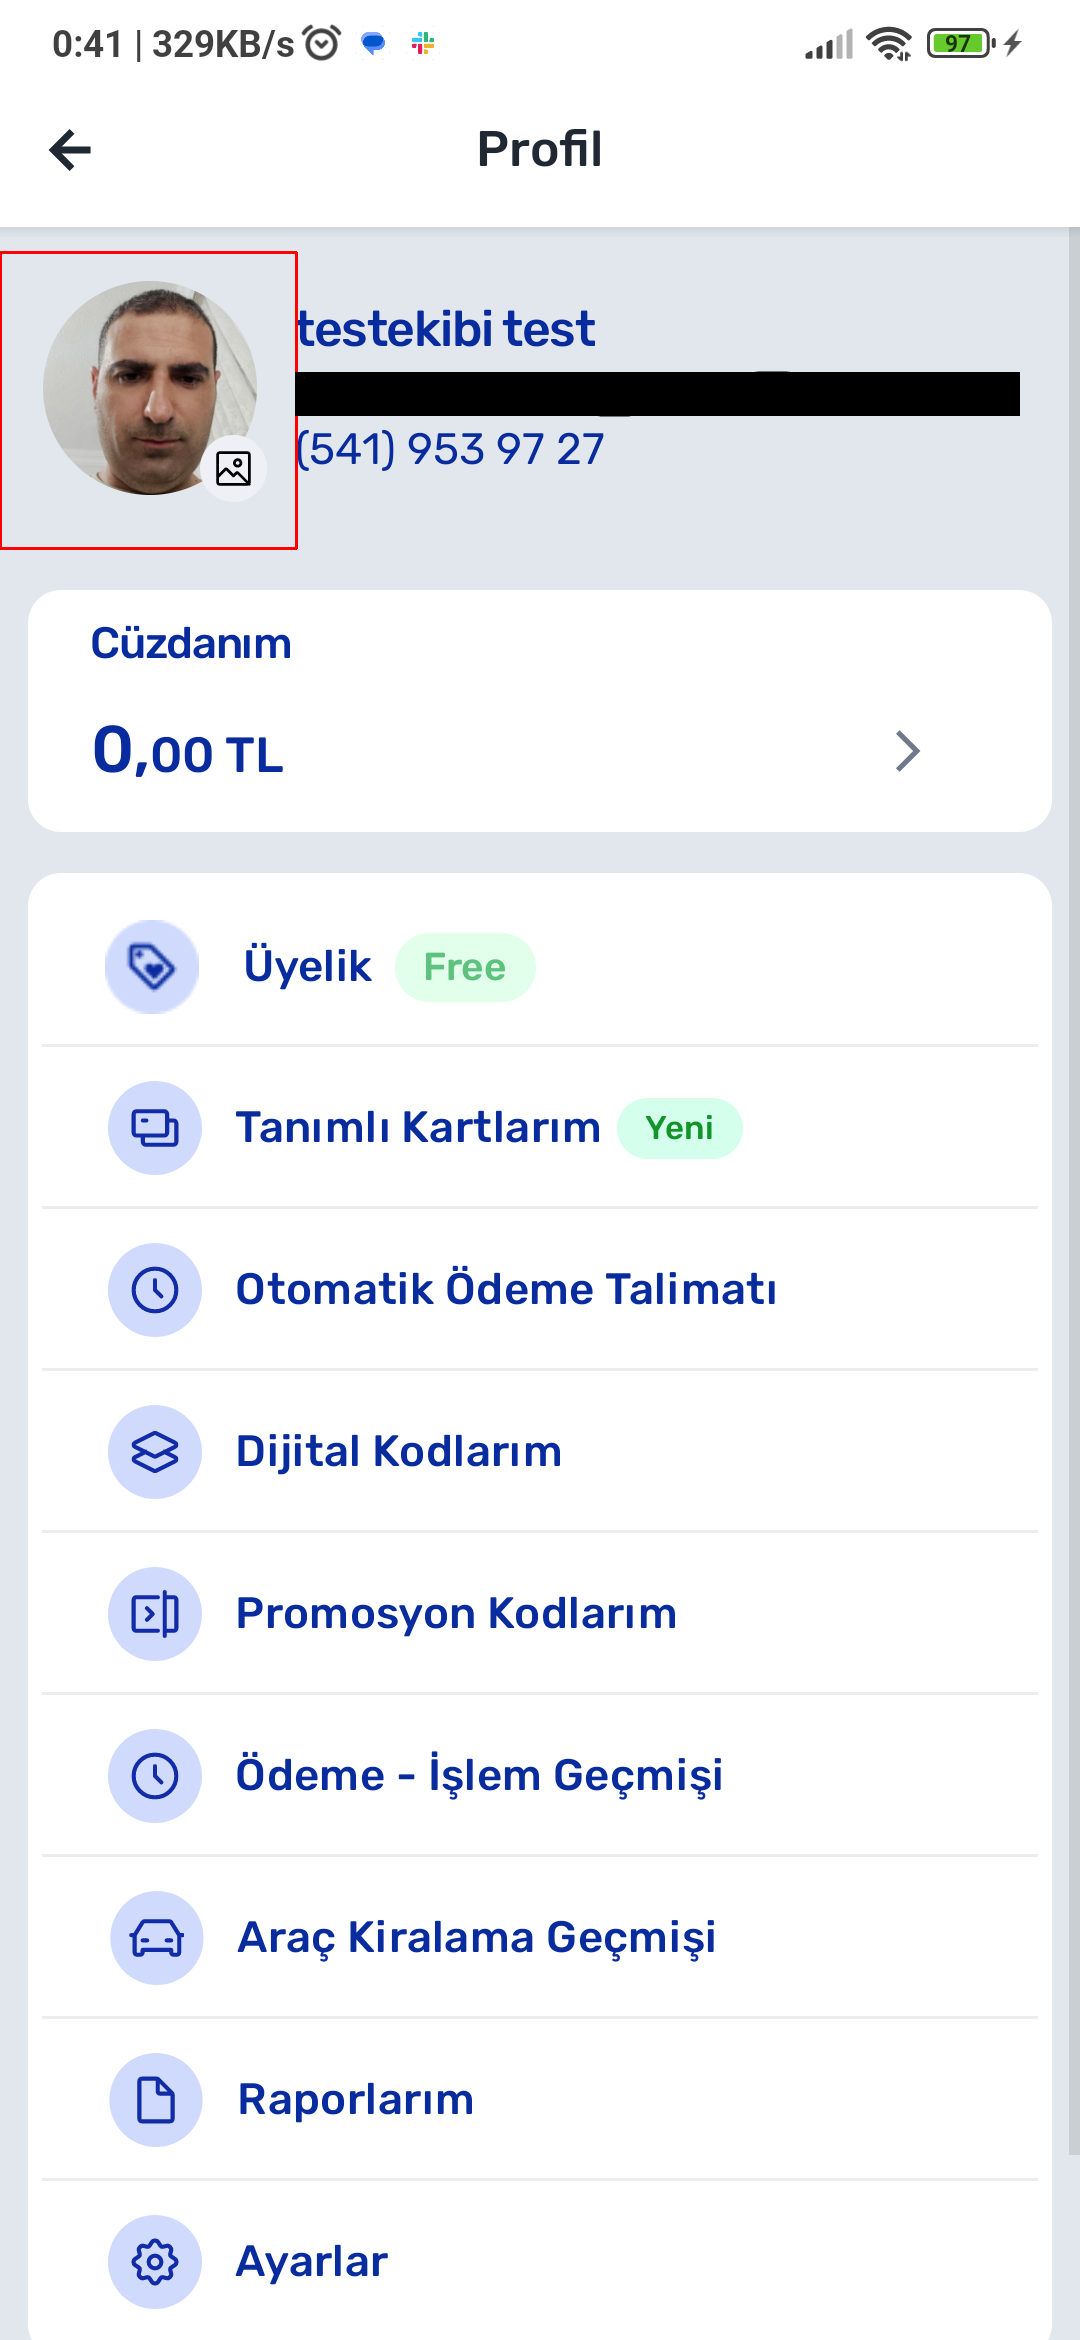 0:41 | 329KB/s
97
Profil
testekibi test
(541) 953 97 27
Cüzdanım
0,00 TL
Üyelik Free
Tanımlı Kartlarım Yeni
Otomatik Ödeme Talimatı
Dijital Kodlarım
Promosyon Kodlarım
Ödeme - İşlem Geçmişi
Araç Kiralama Geçmişi
Raporlarım
Ayarlar